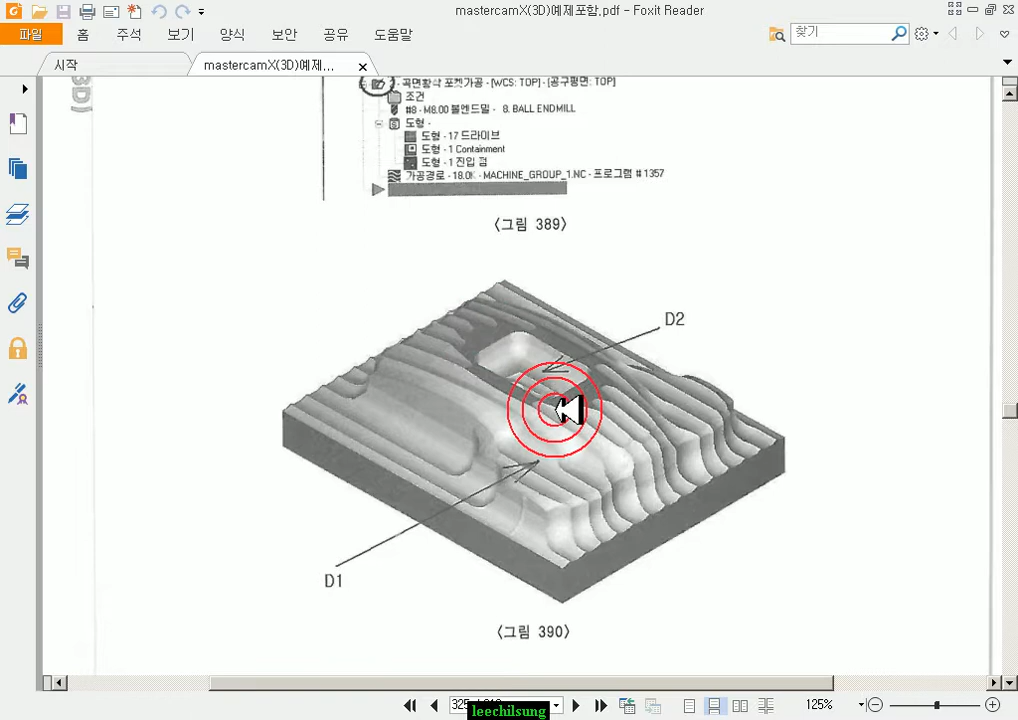 mastercamX(3D)예제포함.pdf - Foxit Reader
파일 홈 주석 보기 양식 보안 공유 도움말 찾기
시작 mastercamX(3D)예제...
3D)
곡면황삭 포켓가공 - [WCS: TOP] - [공구평면: TOP]
조건
#8 - M8.00 볼엔드밀 - 8. BALL ENDMILL
도형 -
도형 - 17 드라이브
도형 - 1 Containment
도형 - 1 진입 점
가공경로 - 18.0K - MACHINE_GROUP_1.NC - 프로그램 # 1357
〈그림 389〉
D2
D1
〈그림 390〉
125%
leechilsung